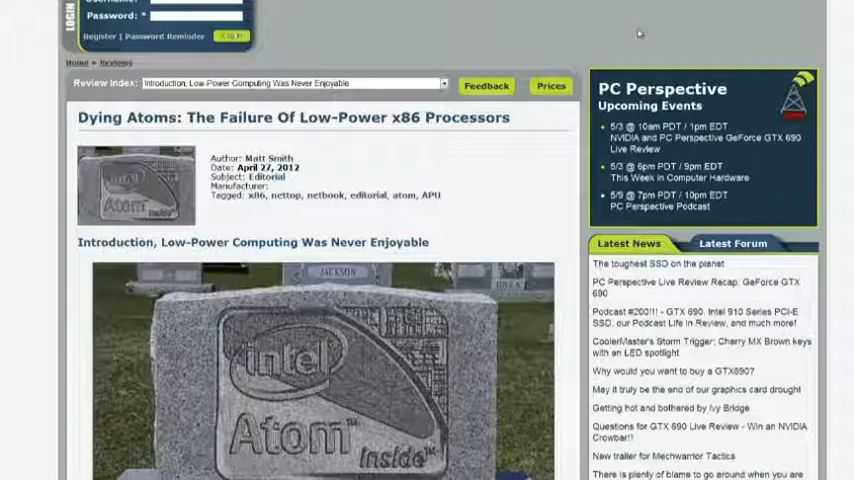 LOGIN
Password: *
Register | Password Reminder
Log in
Home » Reviews
Review Index:
Introduction, Low-Power Computing Was Never Enjoyable
Feedback
Prices
Dying Atoms: The Failure Of Low-Power x86 Processors
Author: Matt Smith
Date: April 27, 2012
Subject: Editorial
Manufacturer:
Tagged: x86, nettop, netbook, editorial, atom, APU
Introduction, Low-Power Computing Was Never Enjoyable
JACKSON
intel
Atom™
inside™
PC Perspective
Upcoming Events
5/3 @ 10am PDT / 1pm EDT
NVIDIA and PC Perspective GeForce GTX 690
Live Review
5/3 @ 6pm PDT / 9pm EDT
This Week in Computer Hardware
5/9 @ 7pm PDT / 10pm EDT
PC Perspective Podcast
Latest News
Latest Forum
The toughest SSD on the planet
PC Perspective Live Review Recap: GeForce GTX
690
Podcast #200!!! - GTX 690, Intel 910 Series PCI-E
SSD, our Podcast Life in Review, and much more!
CoolerMaster's Storm Trigger; Cherry MX Brown keys
with an LED spotlight
Why would you want to buy a GTX690?
May it truly be the end of our graphics card drought
Getting hot and bothered by Ivy Bridge
Questions for GTX 690 Live Review - Win an NVIDIA
Crowbar!!
New trailer for Mechwarrior Tactics
There is plenty of blame to go around when you are